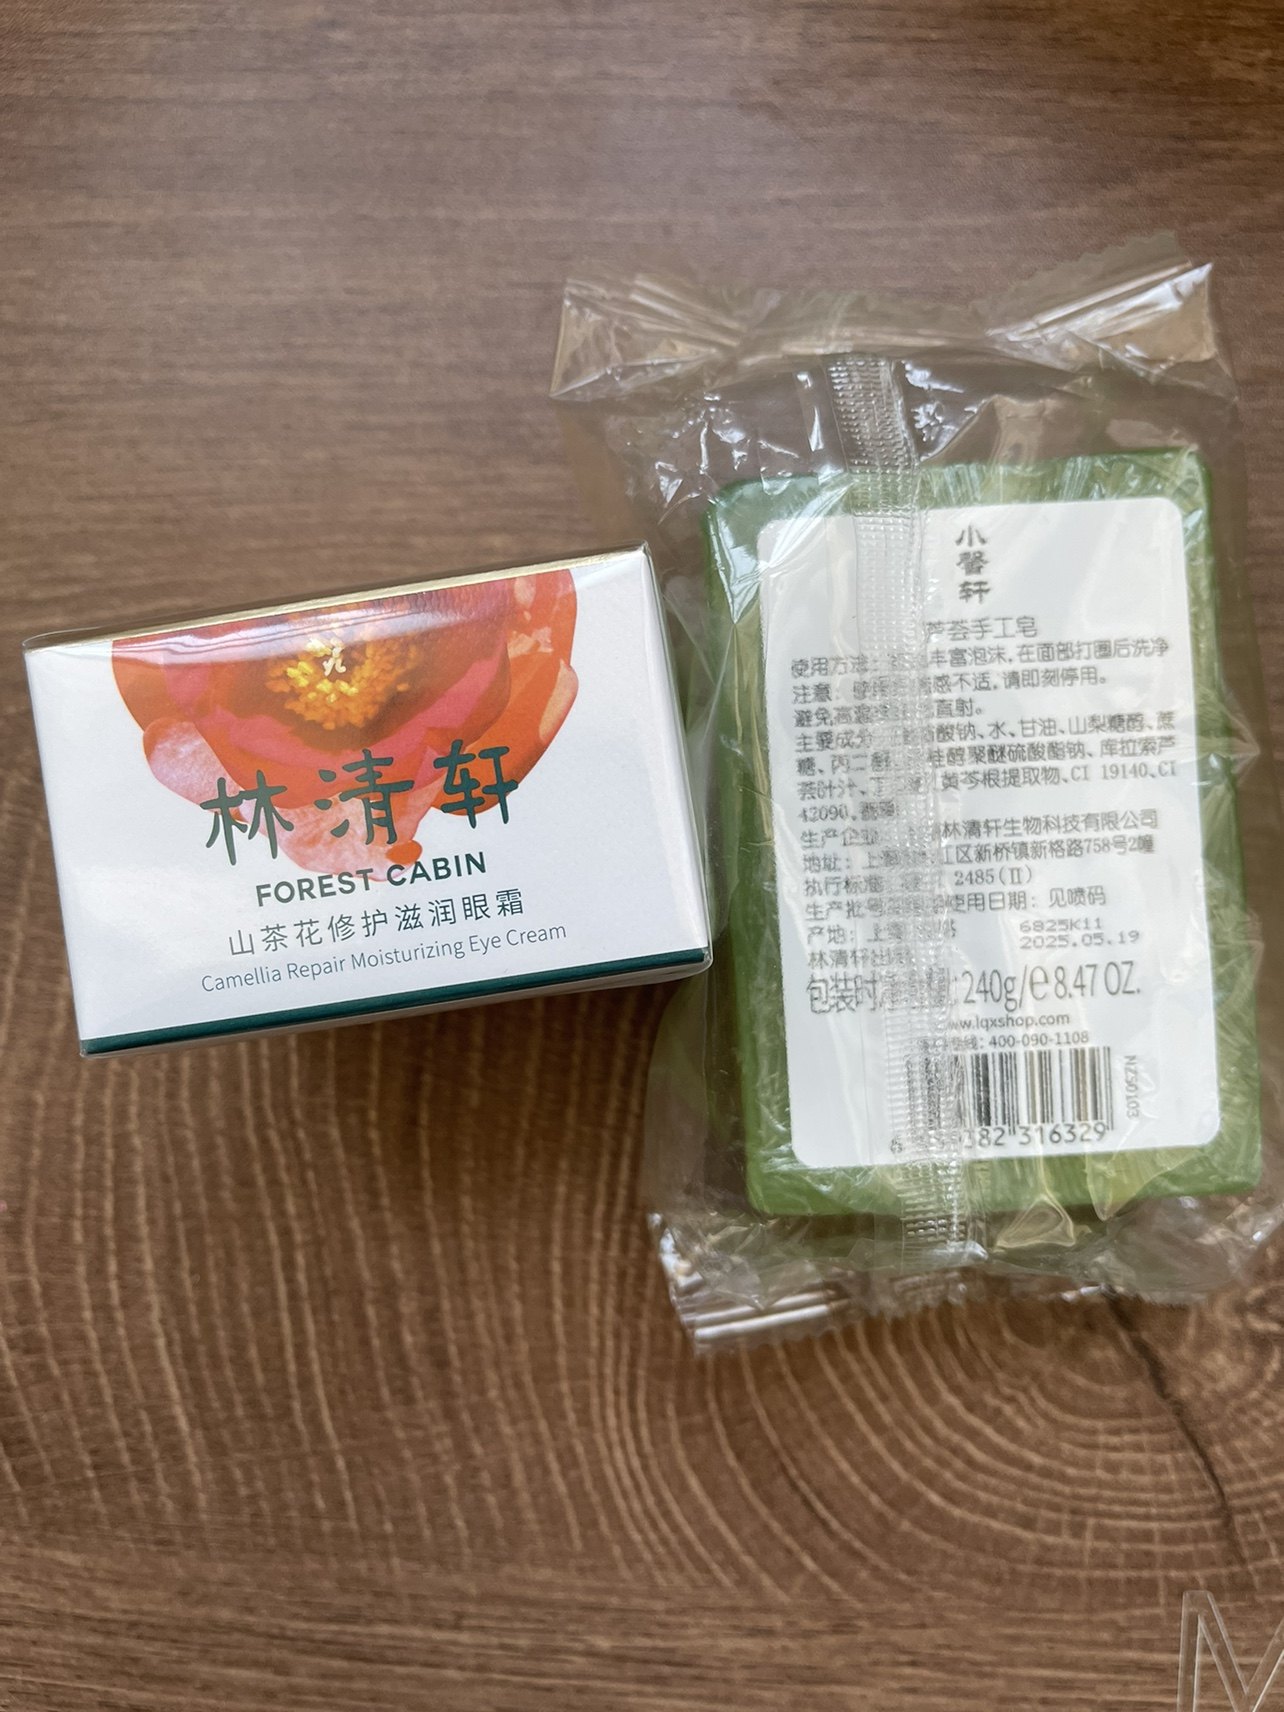 林清轩
FOREST CABIN
山茶花修护滋润眼霜
Camellia Repair Moisturizing Eye Cream
小馨轩
芦荟手工皂
使用方法: 丰富泡沫,在面部打圈后洗净
注意: 感不适,请即刻停用。
避免高温 直射。
主要成分 酸钠、水、甘油、山梨糖醇、蔗
糖、丙二醇、 醇聚醚硫酸酯钠、库拉索芦
荟叶汁、 黄芩根提取物、CI 19140、CI
42090、
生产企业 林清轩生物科技有限公司
地址: 上海 江区新桥镇新格路758号2幢
执行标准 2485(II)
生产批号 使用日期: 见喷码
产地: 上海
6825K11
2025.05.19
林清轩
包装时 240g/℮8.47 OZ.
www.lqxshop.com
热线: 400-090-1108
NZS0103
382 316329
M